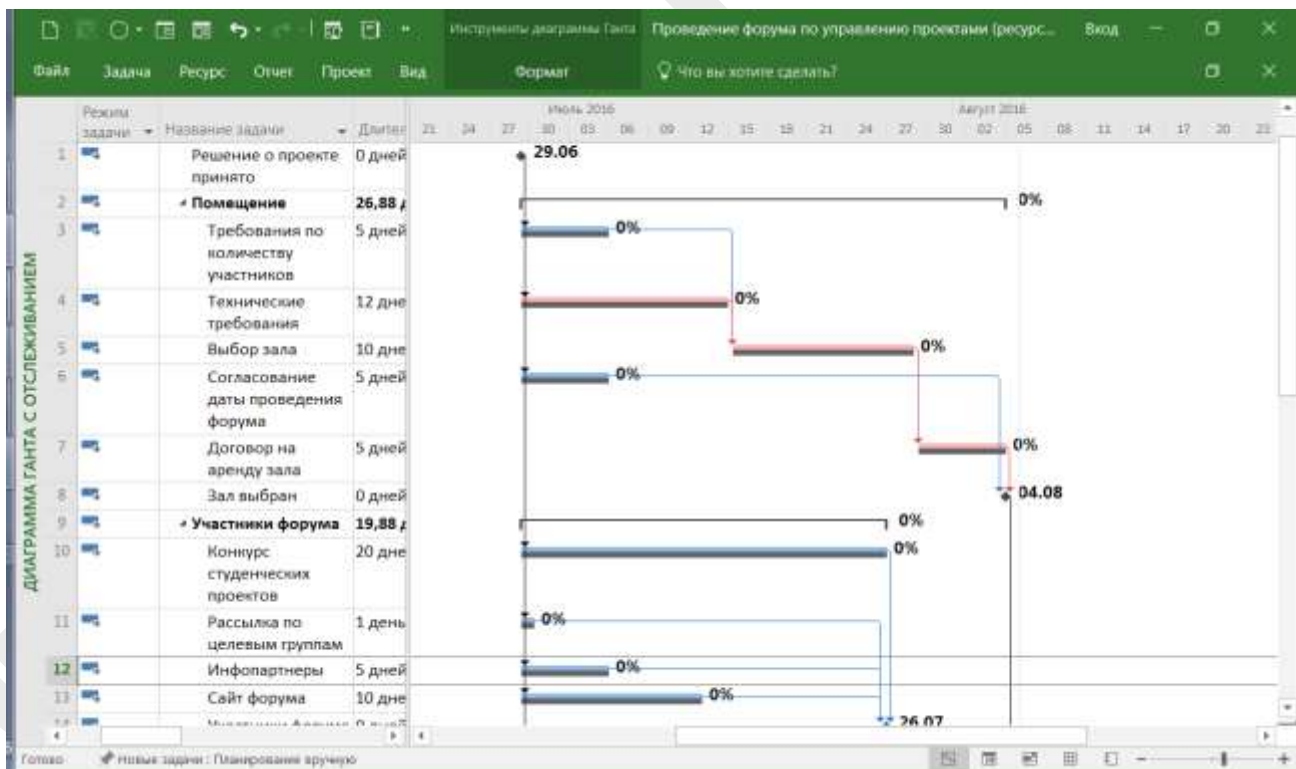 Инструменты диаграммы Ганта Проведение форума по управлению проектами (ресурс... Вход
Файл Задача Ресурс Отчет Проект Вид Формат Что вы хотите сделать?
Режим
задачи Название задачи Длител
Июль 2016 Август 2016
21 24 27 30 03 06 09 12 15 18 21 24 27 30 02 05 08 11 14 17 20 23
1 Решение о проекте 0 дней 29.06
принято
2 Помещение 26,88 д 0%
3 Требования по 5 дней 0%
количеству
участников
4 Технические 12 дне 0%
требования
5 Выбор зала 10 дне 0%
6 Согласование 5 дней 0%
даты проведения
форума
7 Договор на 5 дней 0%
аренду зала
8 Зал выбран 0 дней 04.08
9 Участники форума 19,88 д 0%
10 Конкурс 20 дне 0%
студенческих
проектов
11 Рассылка по 1 день 0%
целевым группам
12 Инфопартнеры 5 дней 0%
13 Сайт форума 10 дне 0%
26.07
ДИАГРАММА ГАНТА С ОТСЛЕЖИВАНИЕМ
Готово Новые задачи : Планирование вручную